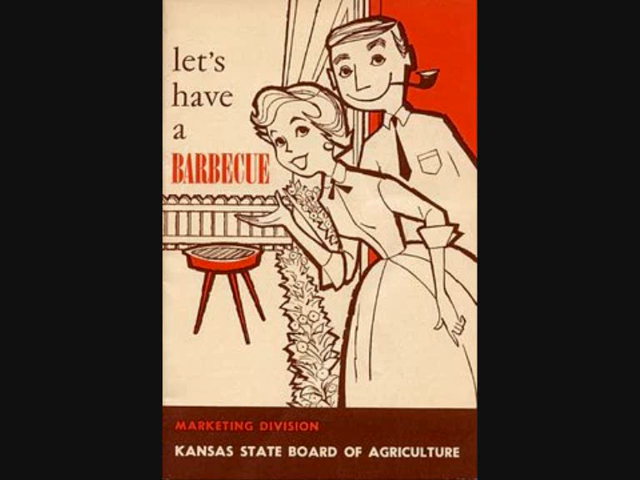 let's
have
a
BARBECUE
MARKETING DIVISION
KANSAS STATE BOARD OF AGRICULTURE